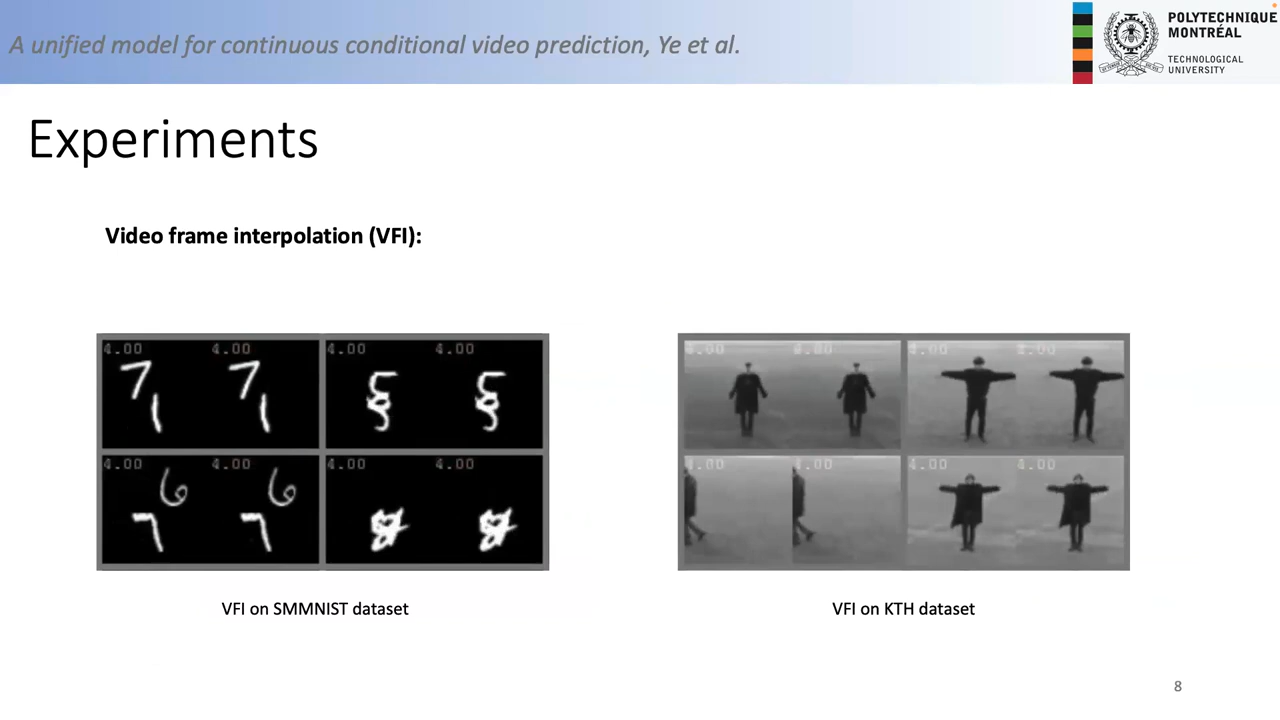 A unified model for continuous conditional video prediction, Ye et al.
POLYTECHNIQUE
MONTRÉAL
TECHNOLOGICAL
UNIVERSITY
Experiments
Video frame interpolation (VFI):
4.00 4.00 4.00 4.00
4.00 4.00 4.00 4.00
4.00 4.00
VFI on SMMNIST dataset
VFI on KTH dataset
8